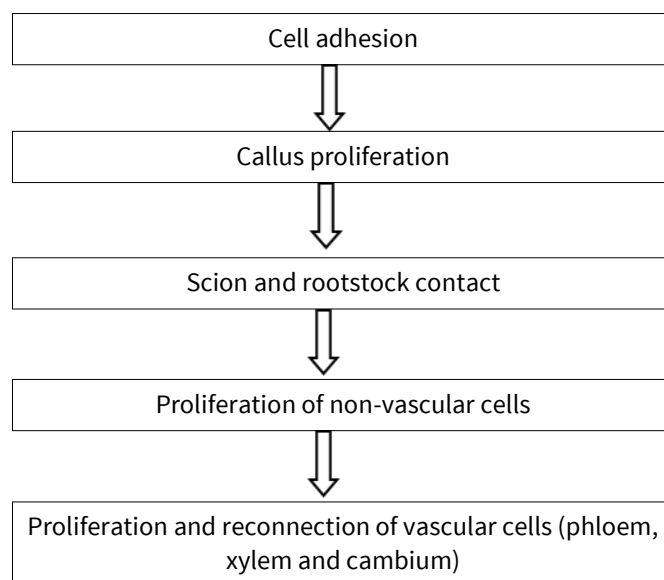 Cell adhesion
Callus proliferation
Scion and rootstock contact
Proliferation of non-vascular cells
Proliferation and reconnection of vascular cells (phloem,
xylem and cambium)